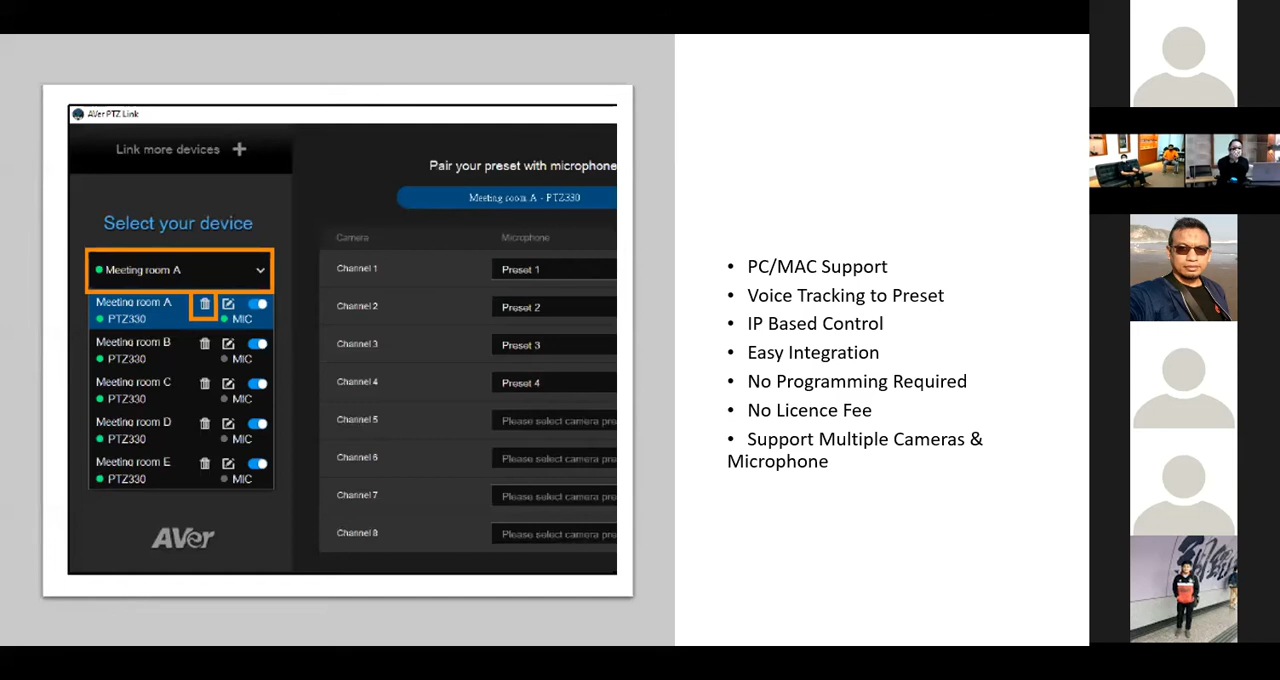 AVer PTZ Link
Link more devices +
Select your device
Meeting room A
Meeting room A
PTZ330 MIC
Meeting room B
PTZ330 MIC
Meeting room C
PTZ330 MIC
Meeting room D
PTZ330 MIC
Meeting room E
PTZ330 MIC
AVer
Pair your preset with microphone
Meeting room A - PTZ330
Camera Microphone
Channel 1 Preset 1
Channel 2 Preset 2
Channel 3 Preset 3
Channel 4 Preset 4
Channel 5 Please select camera pre
Channel 6 Please select camera pre
Channel 7 Please select camera pre
Channel 8 Please select camera pre
• PC/MAC Support
• Voice Tracking to Preset
• IP Based Control
• Easy Integration
• No Programming Required
• No Licence Fee
• Support Multiple Cameras &
Microphone